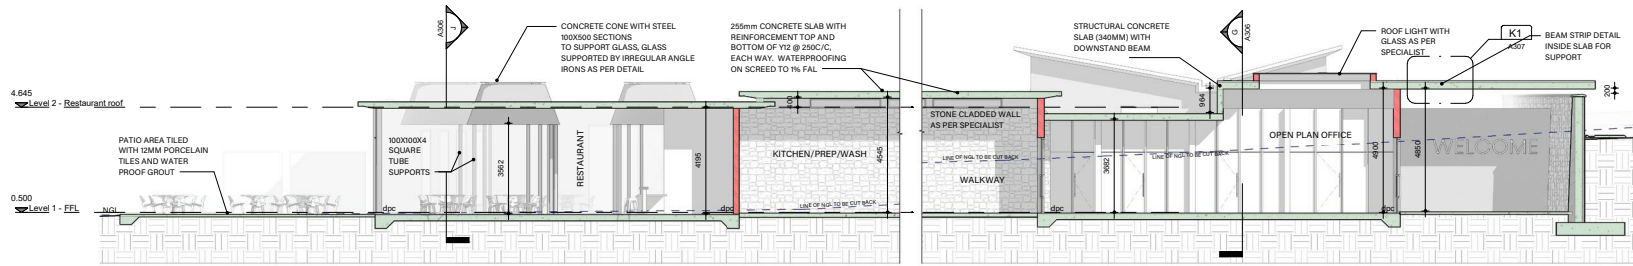 A306
J
CONCRETE CONE WITH STEEL
100X500 SECTIONS
TO SUPPORT GLASS, GLASS
SUPPORTED BY IRREGULAR ANGLE
IRONS AS PER DETAIL
255mm CONCRETE SLAB WITH
REINFORCEMENT TOP AND
BOTTOM OF Y12 @ 250C/C,
EACH WAY. WATERPROOFING
ON SCREED TO 1% FAL
STRUCTURAL CONCRETE
SLAB (340MM) WITH
DOWNSTAND BEAM
G
A306
ROOF LIGHT WITH
GLASS AS PER
SPECIALIST
K1
A307
BEAM STRIP DETAIL
INSIDE SLAB FOR
SUPPORT
4.645
Level 2 - Restaurant roof
400
964
200
PATIO AREA TILED
WITH 12MM PORCELAIN
TILES AND WATER
PROOF GROUT
100X100X4
SQUARE
TUBE
SUPPORTS
3562
RESTAURANT
4195
KITCHEN/PREP/WASH
4545
STONE CLADDED WALL
AS PER SPECIALIST
LINE OF NGL TO BE CUT BACK
WALKWAY
3682
LINE OF NGL TO BE CUT BACK
OPEN PLAN OFFICE
4900
4850
WELCOME
0.500
Level 1 - FFL
NGL
dpc
dpc
LINE OF NGL TO BE CUT BACK
dpc
dpc